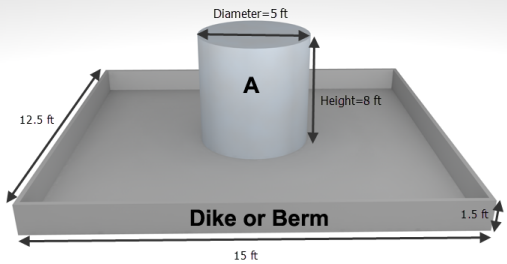 Diameter=5 ft
A
Height=8 ft
12.5 ft
Dike or Berm
1.5 ft
15 ft